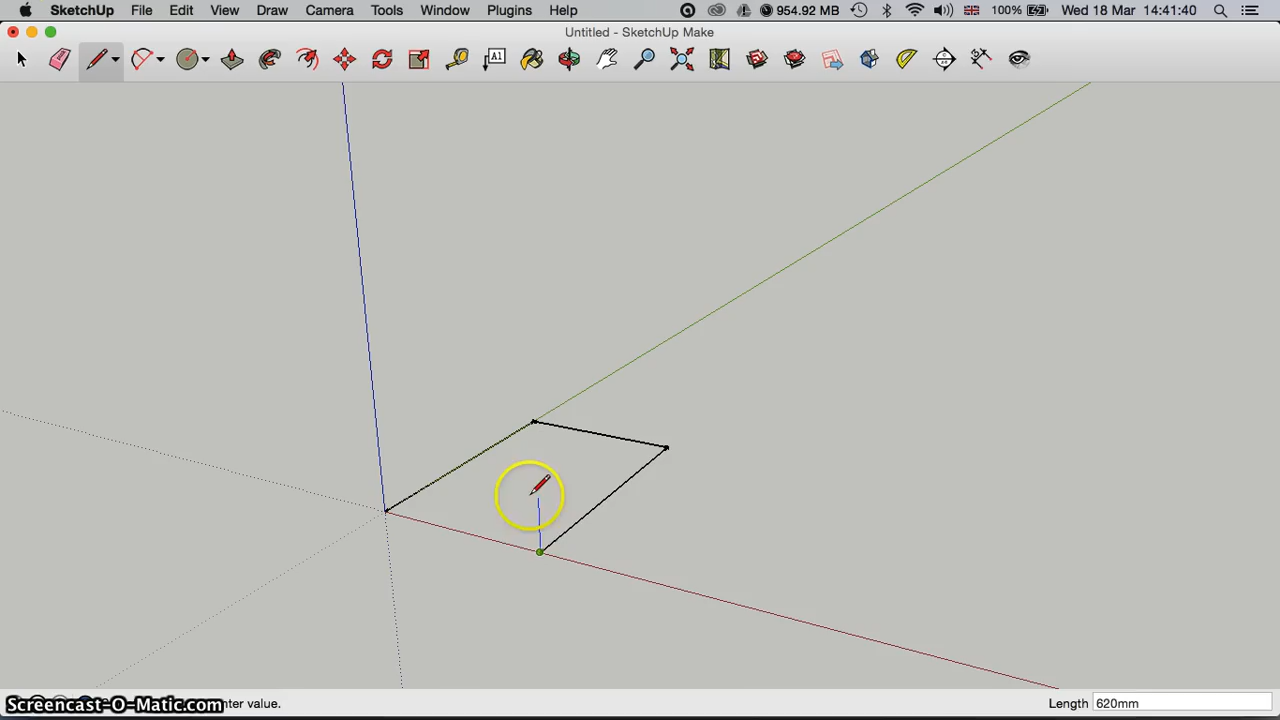 SketchUp File Edit View Draw Camera Tools Window Plugins Help 954.92 MB 100% Wed 18 Mar 14:41:40
Untitled - SketchUp Make
A1
Screencast-O-Matic.com nter value. Length 620mm